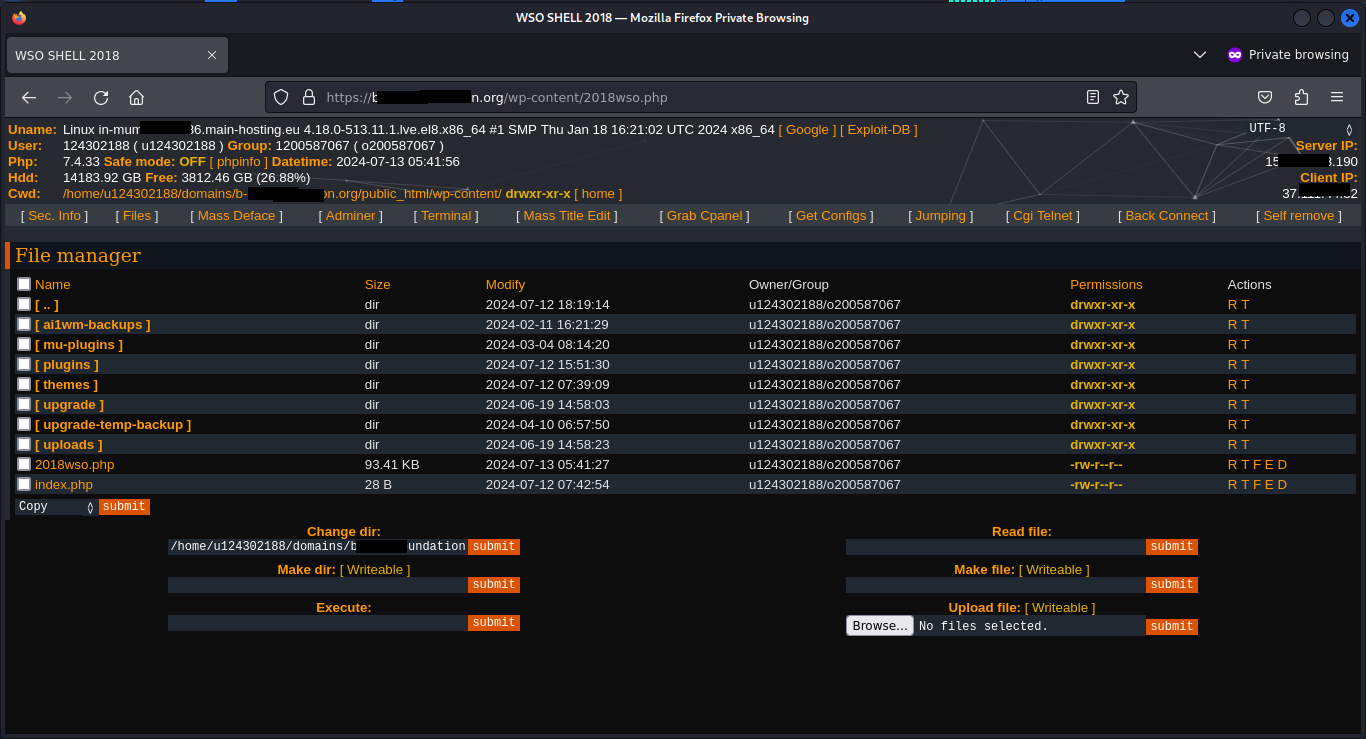 WSO SHELL 2018 — Mozilla Firefox Private Browsing
WSO SHELL 2018
Private browsing
https://b n.org/wp-content/2018wso.php
Uname: Linux in-mum 36.main-hosting.eu 4.18.0-513.11.1.lve.el8.x86_64 #1 SMP Thu Jan 18 16:21:02 UTC 2024 x86_64 [ Google ] [ Exploit-DB ] UTF-8
User: 124302188 ( u124302188 ) Group: 1200587067 ( o200587067 ) Server IP:
Php: 7.4.33 Safe mode: OFF [ phpinfo ] Datetime: 2024-07-13 05:41:56 15 3.190
Hdd: 14183.92 GB Free: 3812.46 GB (26.88%) Client IP:
Cwd: /home/u124302188/domains/b- on.org/public_html/wp-content/ drwxr-xr-x [ home ] 37.
[ Sec. Info ] [ Files ] [ Mass Deface ] [ Adminer ] [ Terminal ] [ Mass Title Edit ] [ Grab Cpanel ] [ Get Configs ] [ Jumping ] [ Cgi Telnet ] [ Back Connect ] [ Self remove ]
File manager
Name Size Modify Owner/Group Permissions Actions
[ .. ] dir 2024-07-12 18:19:14 u124302188/o200587067 drwxr-xr-x R T
[ ai1wm-backups ] dir 2024-02-11 16:21:29 u124302188/o200587067 drwxr-xr-x R T
[ mu-plugins ] dir 2024-03-04 08:14:20 u124302188/o200587067 drwxr-xr-x R T
[ plugins ] dir 2024-07-12 15:51:30 u124302188/o200587067 drwxr-xr-x R T
[ themes ] dir 2024-07-12 07:39:09 u124302188/o200587067 drwxr-xr-x R T
[ upgrade ] dir 2024-06-19 14:58:03 u124302188/o200587067 drwxr-xr-x R T
[ upgrade-temp-backup ] dir 2024-04-10 06:57:50 u124302188/o200587067 drwxr-xr-x R T
[ uploads ] dir 2024-06-19 14:58:23 u124302188/o200587067 drwxr-xr-x R T
2018wso.php 93.41 KB 2024-07-13 05:41:27 u124302188/o200587067 -rw-r--r-- R T F E D
index.php 28 B 2024-07-12 07:42:54 u124302188/o200587067 -rw-r--r-- R T F E D
Copy submit
Change dir: Read file:
/home/u124302188/domains/b undation submit submit
Make dir: [ Writeable ] Make file: [ Writeable ]
submit submit
Execute: Upload file: [ Writeable ]
submit Browse... No files selected. submit